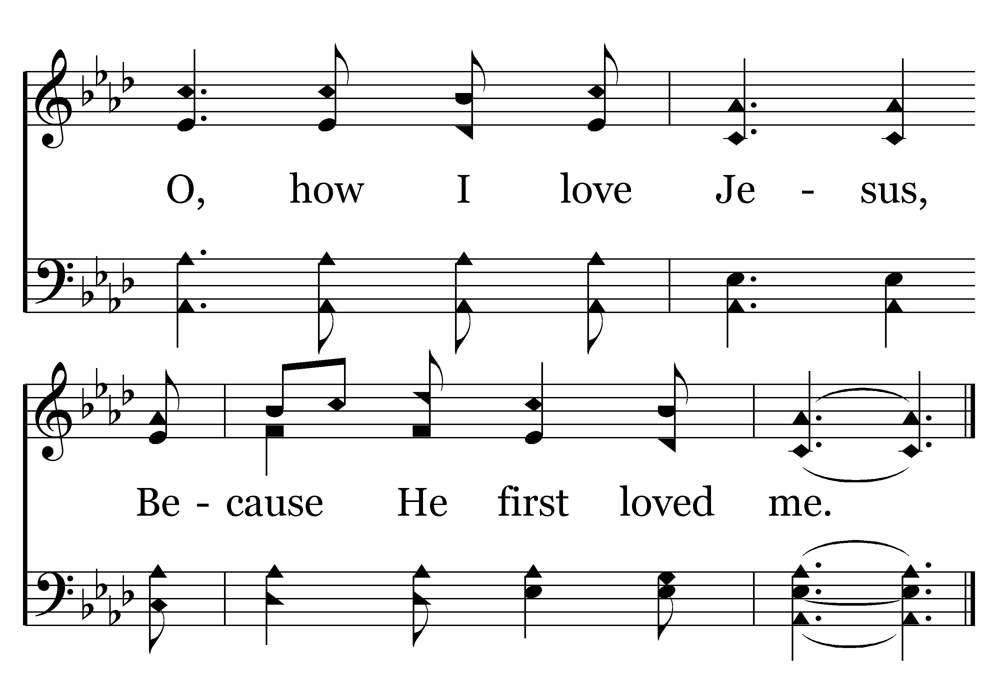 O, how I love Je - sus,
Be - cause He first loved me.